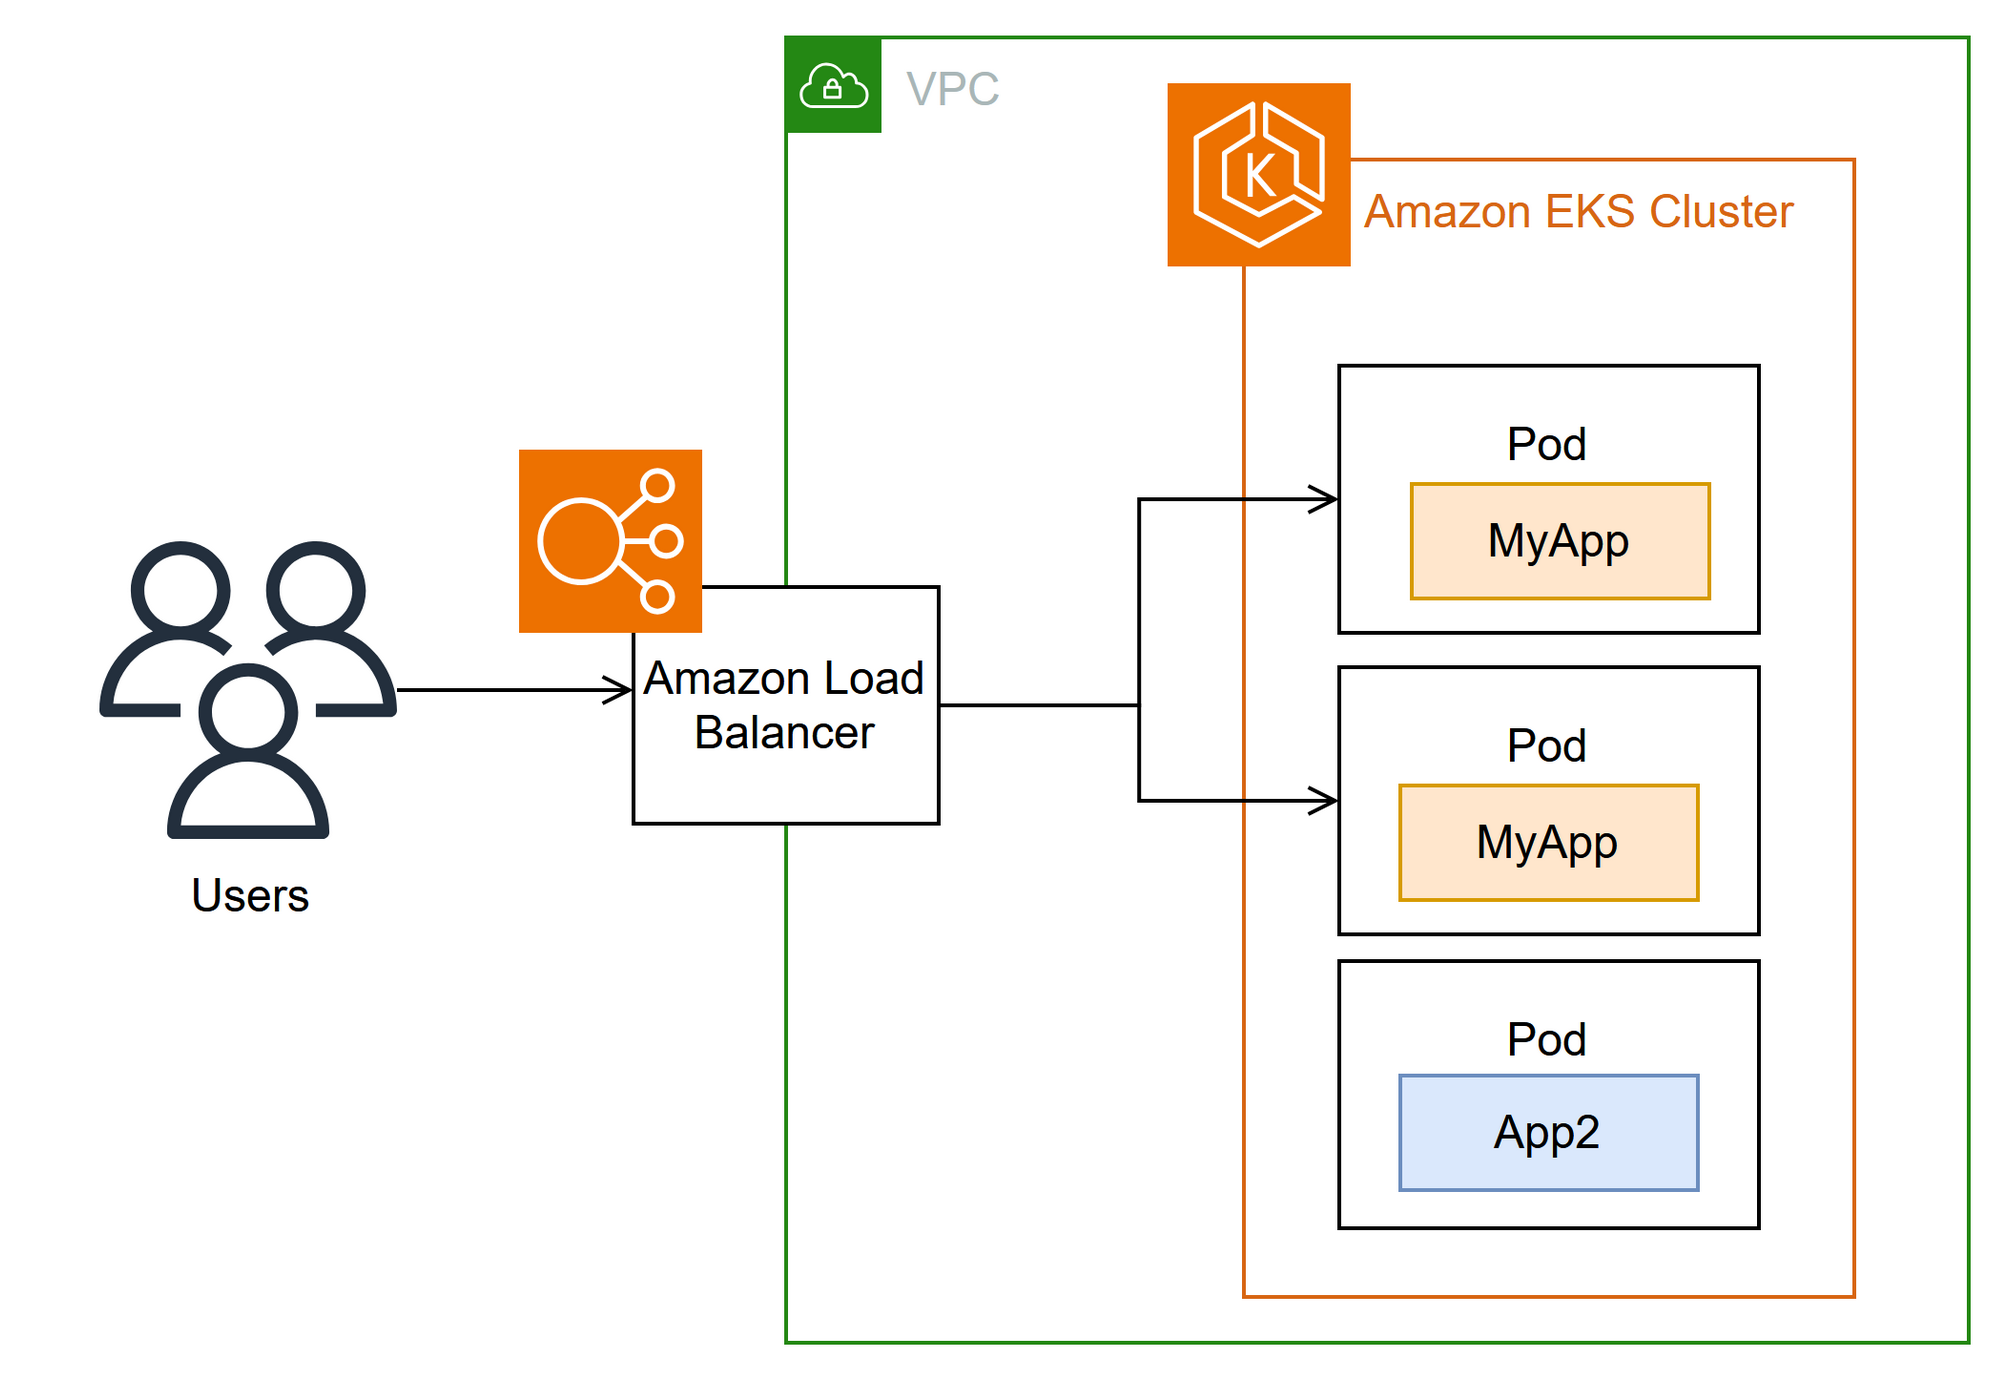 VPC
K
Amazon EKS Cluster
Pod
MyApp
Amazon Load
Balancer
Pod
MyApp
Users
Pod
App2